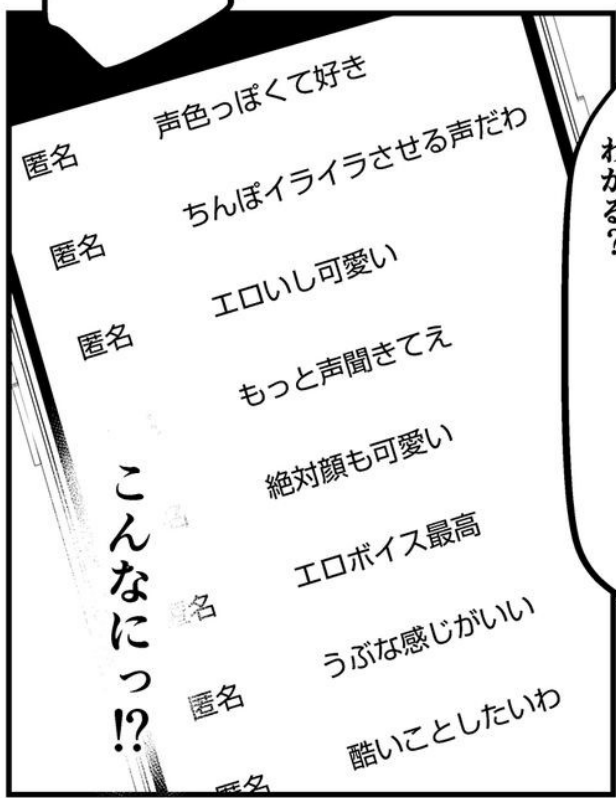 わかる?
匿名 声色っぽくて好き
匿名 ちんぽイライラさせる声だわ
匿名 エロいし可愛い
もっと声聞きてえ
絶対顔も可愛い
名 エロボイス最高
匿名 うぶな感じがいい
匿名 酷いことしたいわ
こんなにっ!?